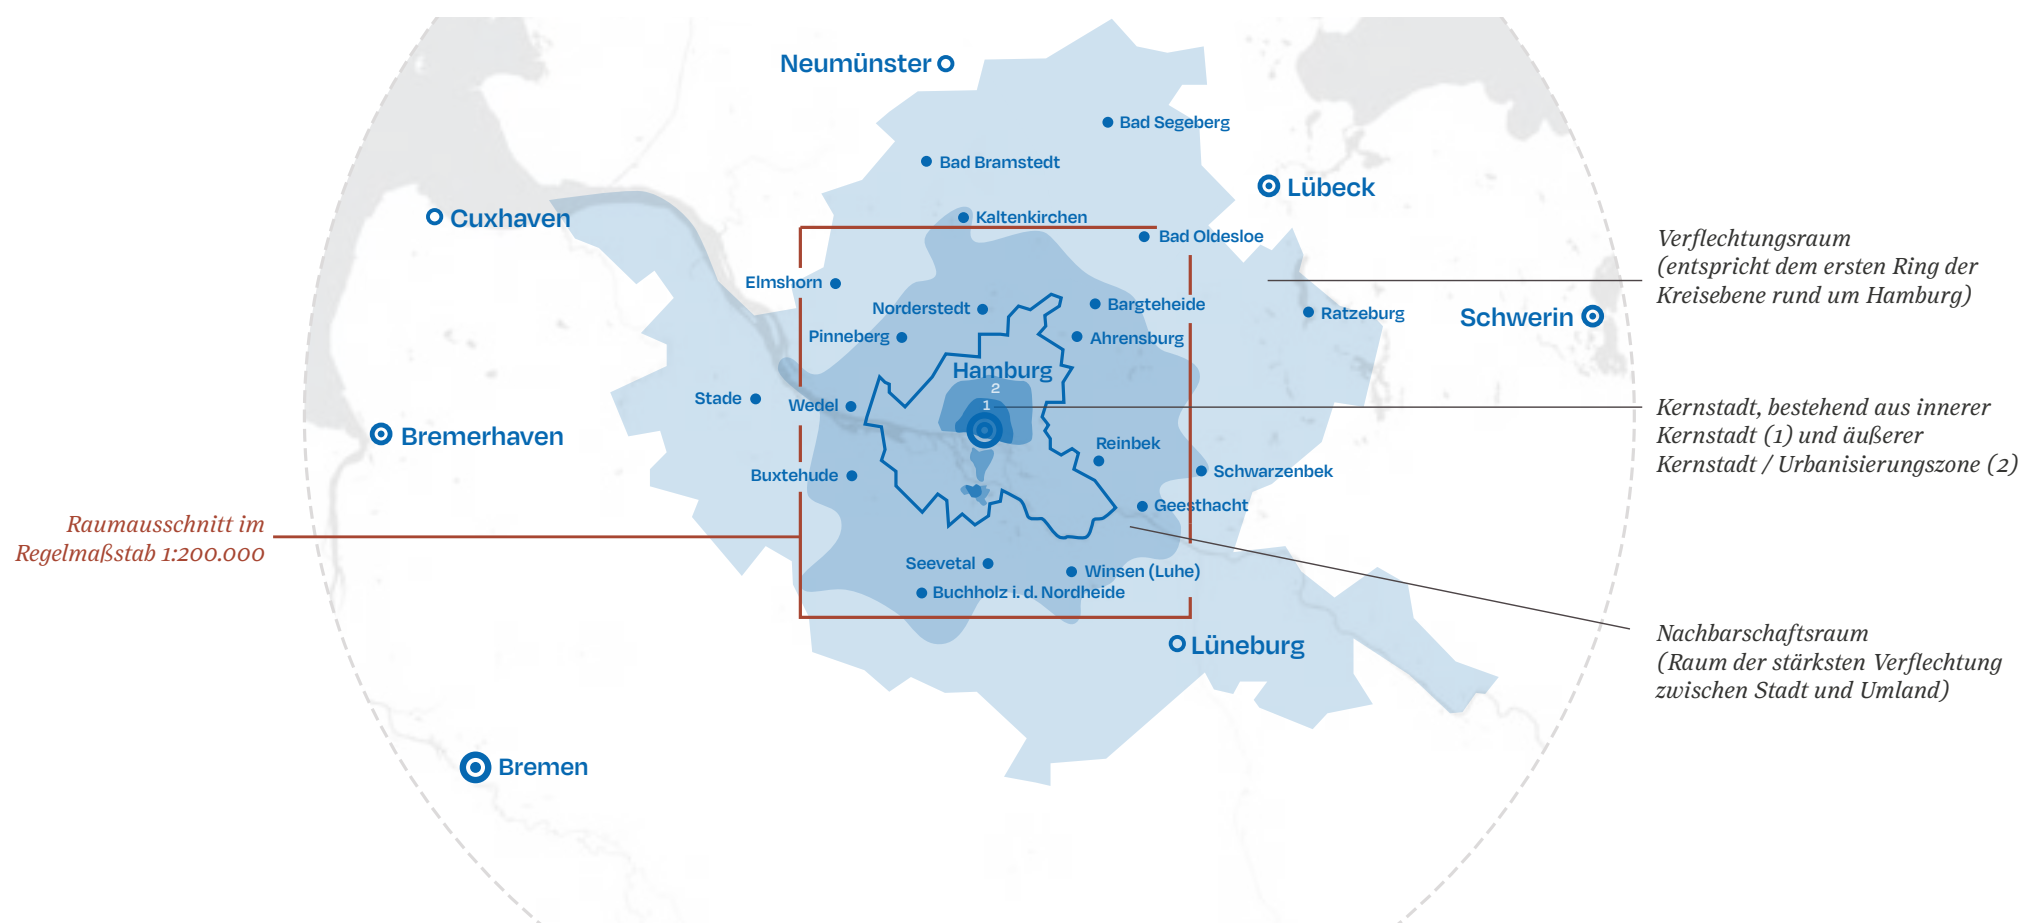 Neumünster
Bad Segeberg
Bad Bramstedt
Lübeck
Cuxhaven
Kaltenkirchen
Bad Oldesloe
Verflechtungsraum
(entspricht dem ersten Ring der
Kreisebene rund um Hamburg)
Elmshorn
Norderstedt
Bargteheide
Ratzeburg
Schwerin
Pinneberg
Ahrensburg
Hamburg
2
Stade
Wedel
1
Kernstadt, bestehend aus innerer
Kernstadt (1) und äußerer
Kernstadt / Urbanisierungszone (2)
Bremerhaven
Reinbek
Buxtehude
Schwarzenbek
Geesthacht
Raumausschnitt im
Regelmaßstab 1:200.000
Seevetal
Winsen (Luhe)
Buchholz i. d. Nordheide
Lüneburg
Nachbarschaftsraum
(Raum der stärksten Verflechtung
zwischen Stadt und Umland)
Bremen